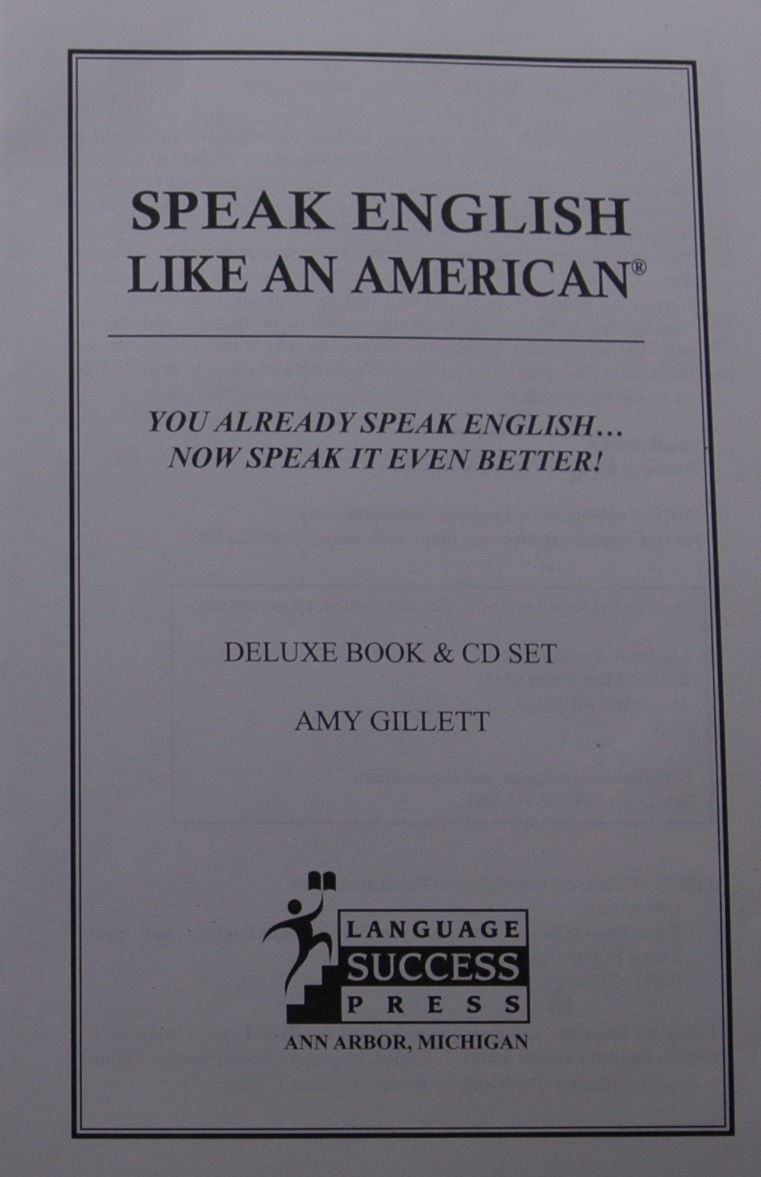 SPEAK ENGLISH
LIKE AN AMERICAN®
YOU ALREADY SPEAK ENGLISH...
NOW SPEAK IT EVEN BETTER!
DELUXE BOOK & CD SET
AMY GILLETT
LANGUAGE
SUCCESS
PRESS
ANN ARBOR, MICHIGAN